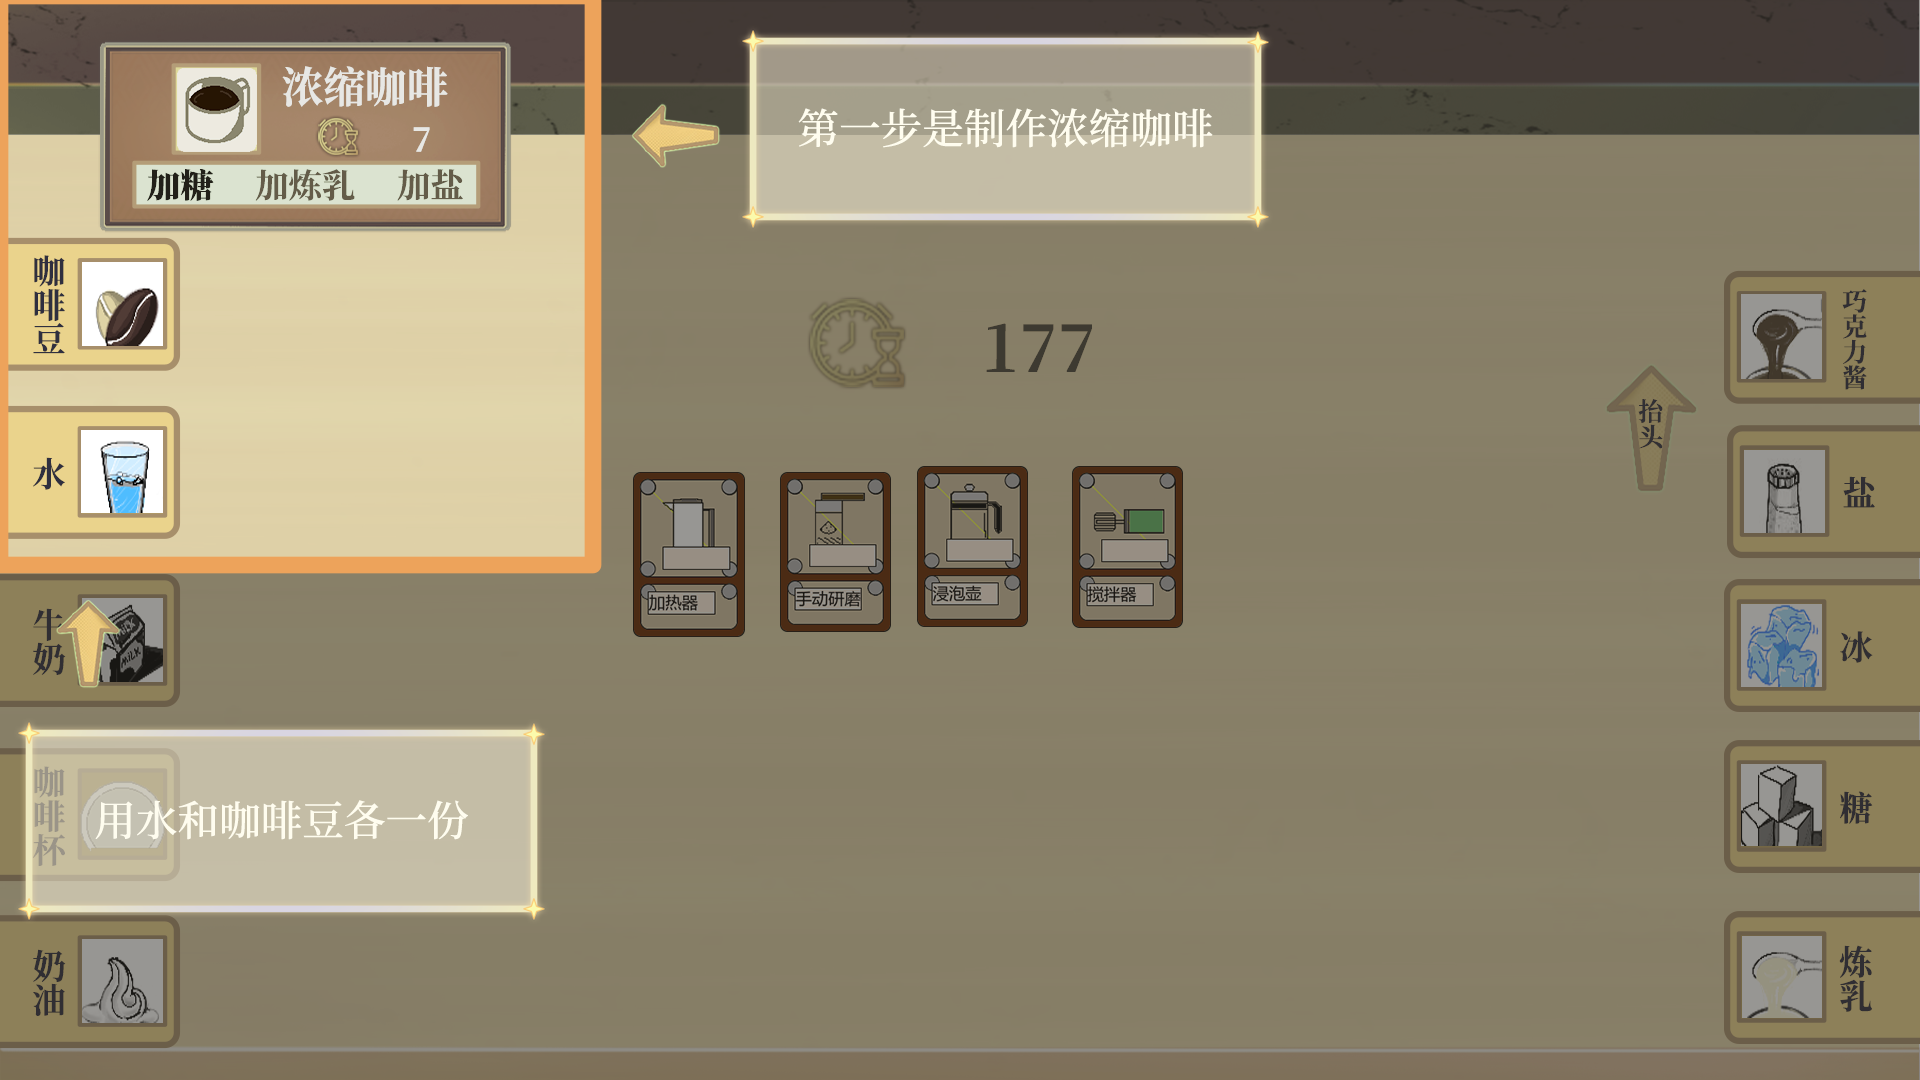 浓缩咖啡
7
加糖 加炼乳 加盐
第一步是制作浓缩咖啡
咖啡豆
水
牛奶
MILK
MILK
咖啡杯
用水和咖啡豆各一份
奶油
177
加热器
手动研磨
浸泡壶
搅拌器
抬头
巧克力酱
盐
冰
糖
炼乳